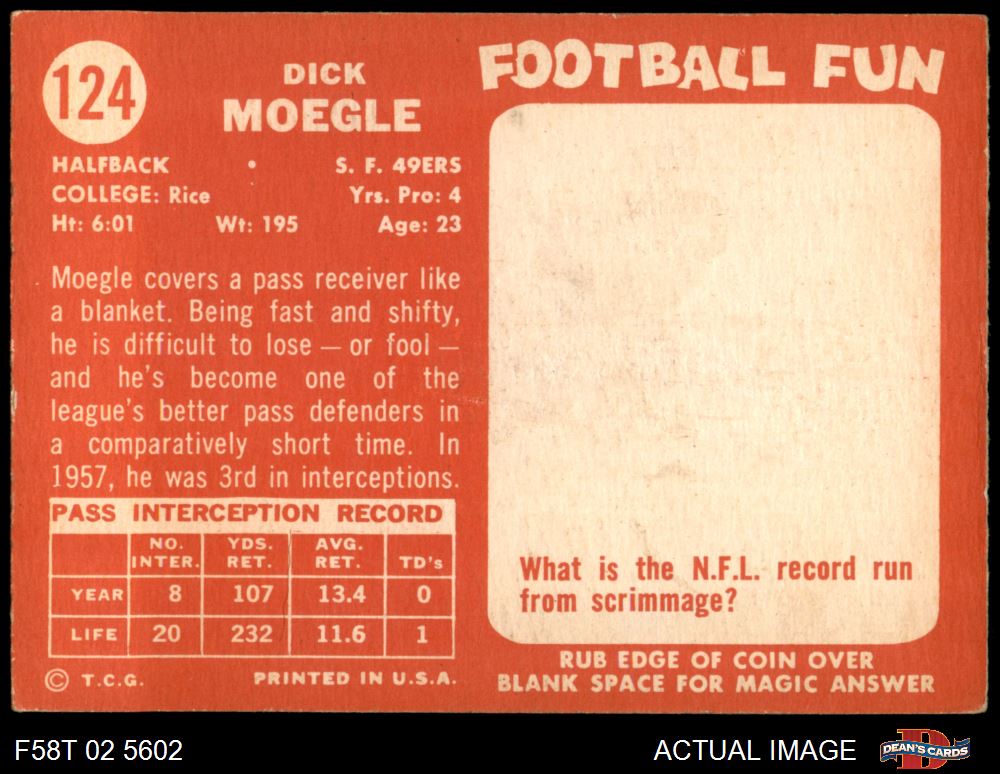 124
DICK
MOEGLE
HALFBACK • S. F. 49ERS
COLLEGE: Rice Yrs. Pro: 4
Ht: 6:01 Wt: 195 Age: 23
Moegle covers a pass receiver like
a blanket. Being fast and shifty,
he is difficult to lose — or fool —
and he's become one of the
league's better pass defenders in
a comparatively short time. In
1957, he was 3rd in interceptions.
PASS INTERCEPTION RECORD
NO. INTER. YDS. RET. AVG. RET. TD's
YEAR 8 107 13.4 0
LIFE 20 232 11.6 1
© T.C.G. PRINTED IN U.S.A.
FOOTBALL FUN
What is the N.F.L. record run
from scrimmage?
RUB EDGE OF COIN OVER
BLANK SPACE FOR MAGIC ANSWER
F58T 02 5602
ACTUAL IMAGE
DEAN'S CARDS